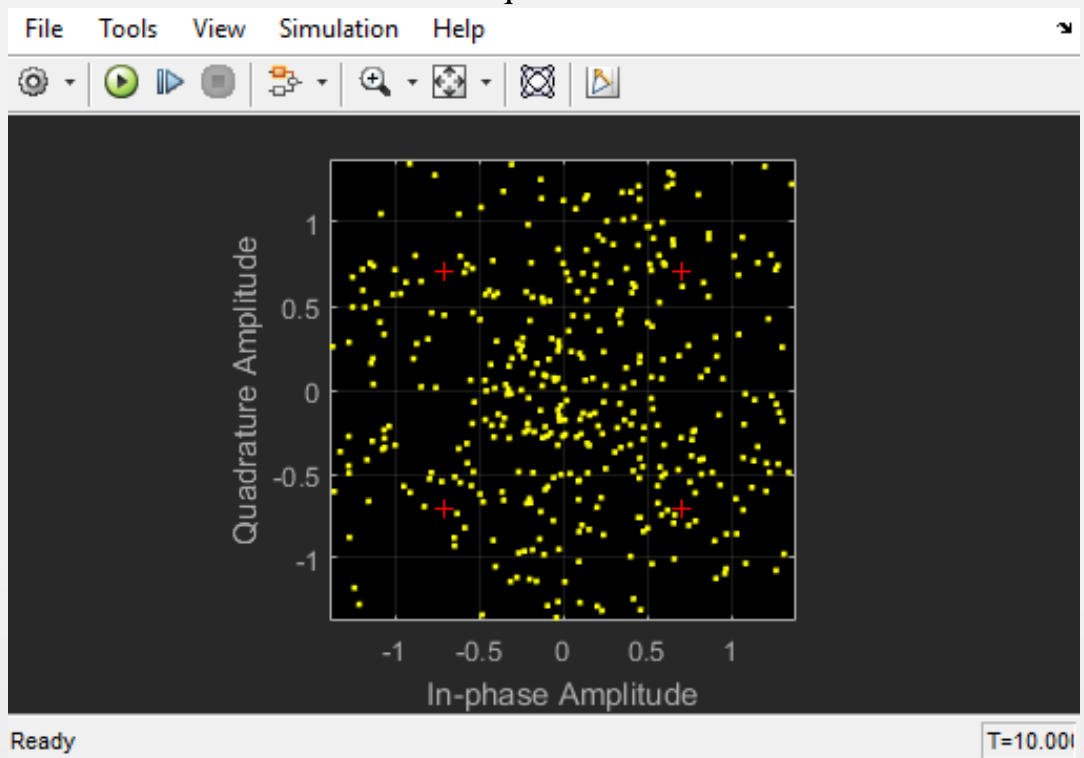 File Tools View Simulation Help
Quadrature Amplitude
1
0.5
0
-0.5
-1
-1 -0.5 0 0.5 1
In-phase Amplitude
Ready
T=10.00